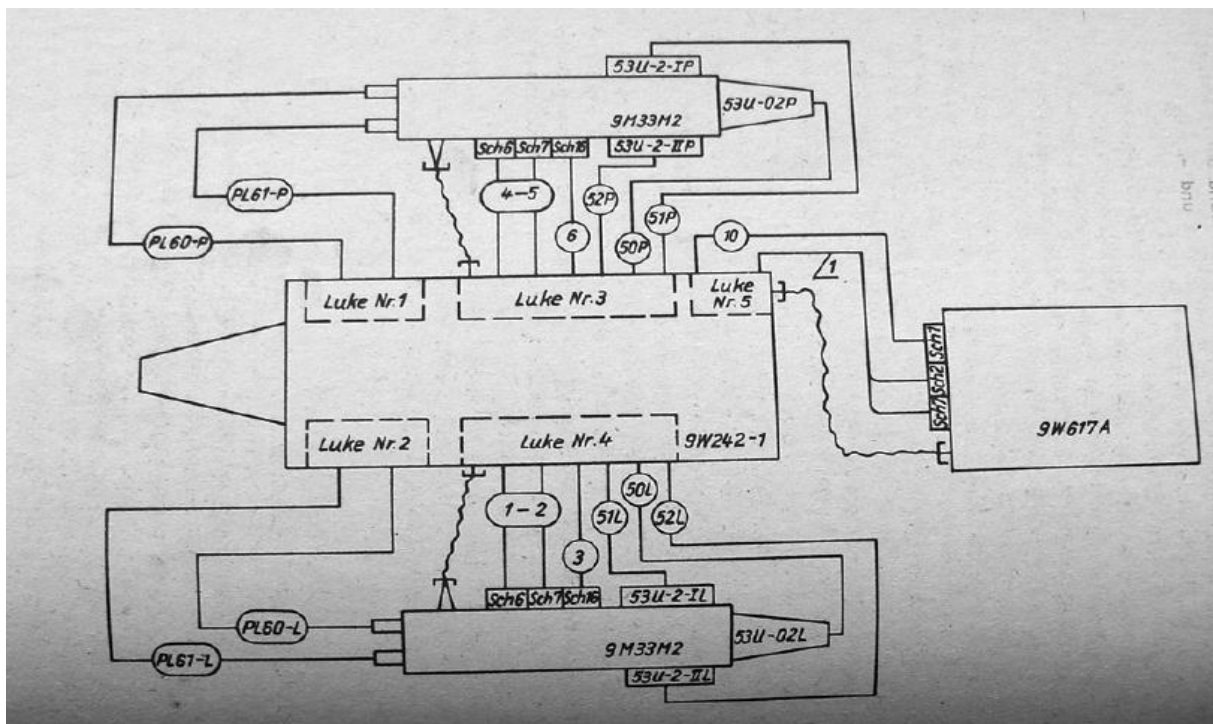 53U-2-IP
53U-02P
9M33M2
53U-2-IIP
Sch6 Sch7 Sch16
PL61-P
4-5
52P
51P
10
6
50P
PL60-P
1
Luke Nr.1
Luke Nr.3
Luke
Nr.5
Sch1
Sch2
Sch7
9W617A
Luke Nr.2
Luke Nr.4
9W242-1
50L
1-2
51L
52L
3
Sch6 Sch7 Sch16
53U-2-IL
PL60-L
53U-02L
9M33M2
PL61-L
53U-2-IIL